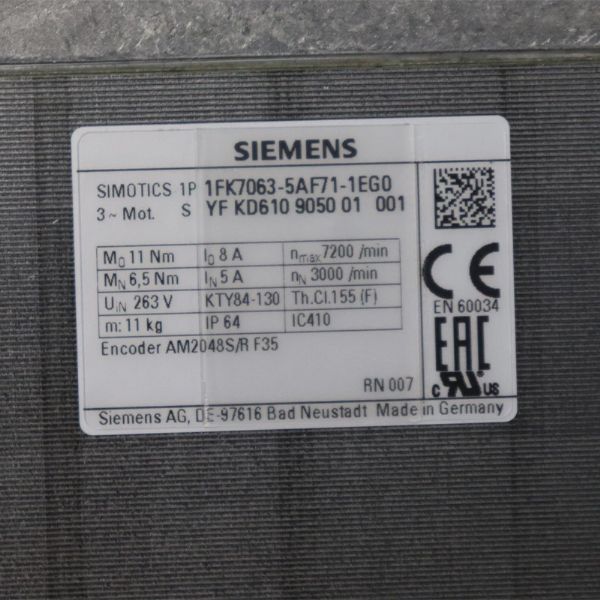 SIEMENS
SIMOTICS 1P 1FK7063-5AF71-1EG0
3~ Mot. S YF KD610 9050 01 001
M0 11 Nm I0 8 A nmax 7200 /min
MN 6,5 Nm IN 5 A nN 3000 /min
UiN 263 V KTY84-130 Th.Cl.155 (F)
m: 11 kg IP 64 IC410
Encoder AM2048S/R F35
CE
EN 60034
EAC
c RU US
RN 007
Siemens AG, DE-97616 Bad Neustadt Made in Germany